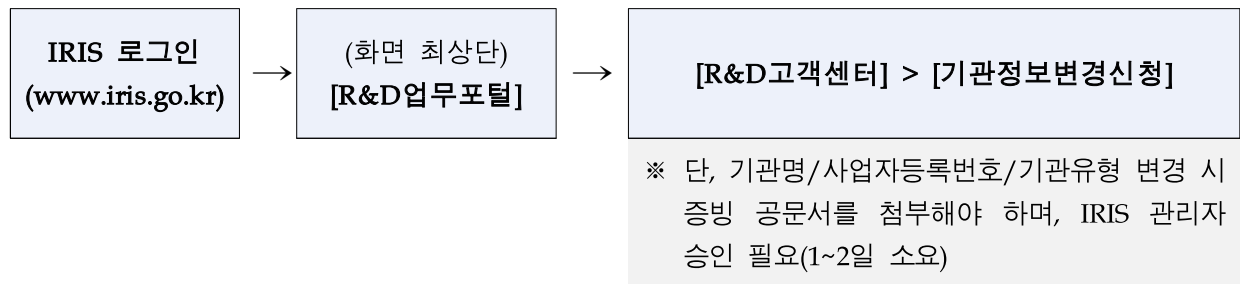 IRIS 로그인
(www.iris.go.kr)
→
(화면 최상단)
[R&D업무포털]
→
[R&D고객센터] > [기관정보변경신청]
※ 단, 기관명/사업자등록번호/기관유형 변경 시
증빙 공문서를 첨부해야 하며, IRIS 관리자
승인 필요(1~2일 소요)